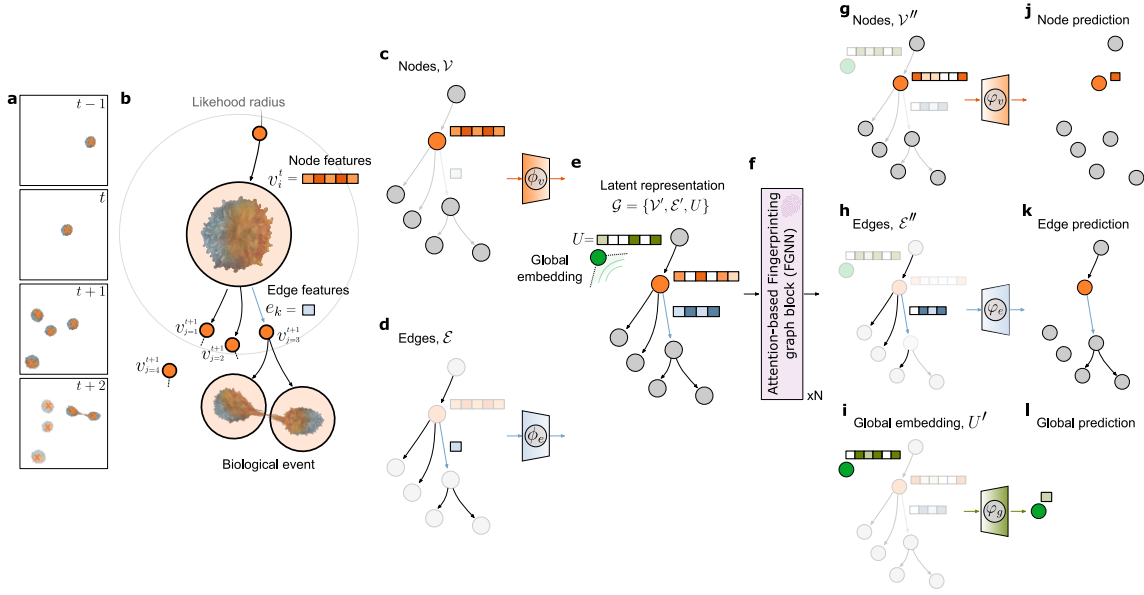 a
t − 1
t
t + 1
t + 2
b
Likehood radius
Node features
v_i^t =
Edge features
e_k =
v_{j=1}^{t+1}
v_{j=2}^{t+1}
v_{j=3}^{t+1}
v_{j=4}^{t+1}
Biological event
c
Nodes, 𝒱
ϕ_v
d
Edges, ℰ
ϕ_e
e
Latent representation
𝒢 = {𝒱′, ℰ′, U}
U=
Global
embedding
f
Attention-based Fingerprinting
graph block (FGNN)
xN
g
Nodes, 𝒱″
φ_v
h
Edges, ℰ″
φ_e
i
Global embedding, U′
φ_g
j
Node prediction
k
Edge prediction
l
Global prediction